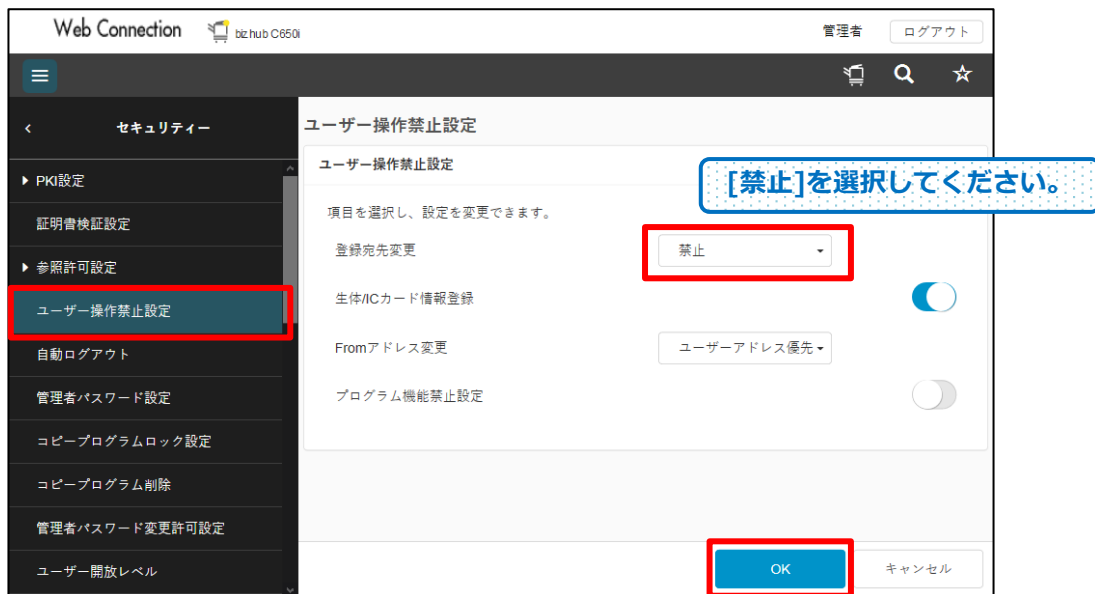 Web Connection
bizhub C650i
管理者
ログアウト
セキュリティー
PKI設定
証明書検証設定
参照許可設定
ユーザー操作禁止設定
自動ログアウト
管理者パスワード設定
コピープログラムロック設定
コピープログラム削除
管理者パスワード変更許可設定
ユーザー開放レベル
ユーザー操作禁止設定
ユーザー操作禁止設定
[禁止]を選択してください。
項目を選択し、設定を変更できます。
登録宛先変更
禁止
生体/ICカード情報登録
Fromアドレス変更
ユーザーアドレス優先
プログラム機能禁止設定
OK
キャンセル